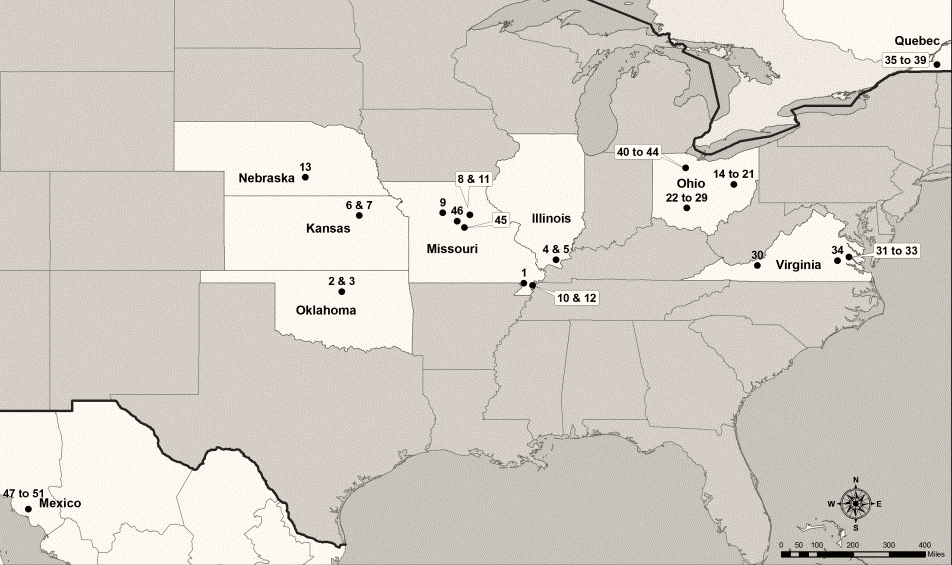 Quebec
35 to 39
40 to 44
13
Nebraska
8 & 11
14 to 21
Ohio
6 & 7
9
46
45
22 to 29
Kansas
Illinois
Missouri
4 & 5
30
Virginia
34
31 to 33
2 & 3
1
10 & 12
Oklahoma
47 to 51
Mexico
N
W
E
S
0 50 100 200 300 400
Miles